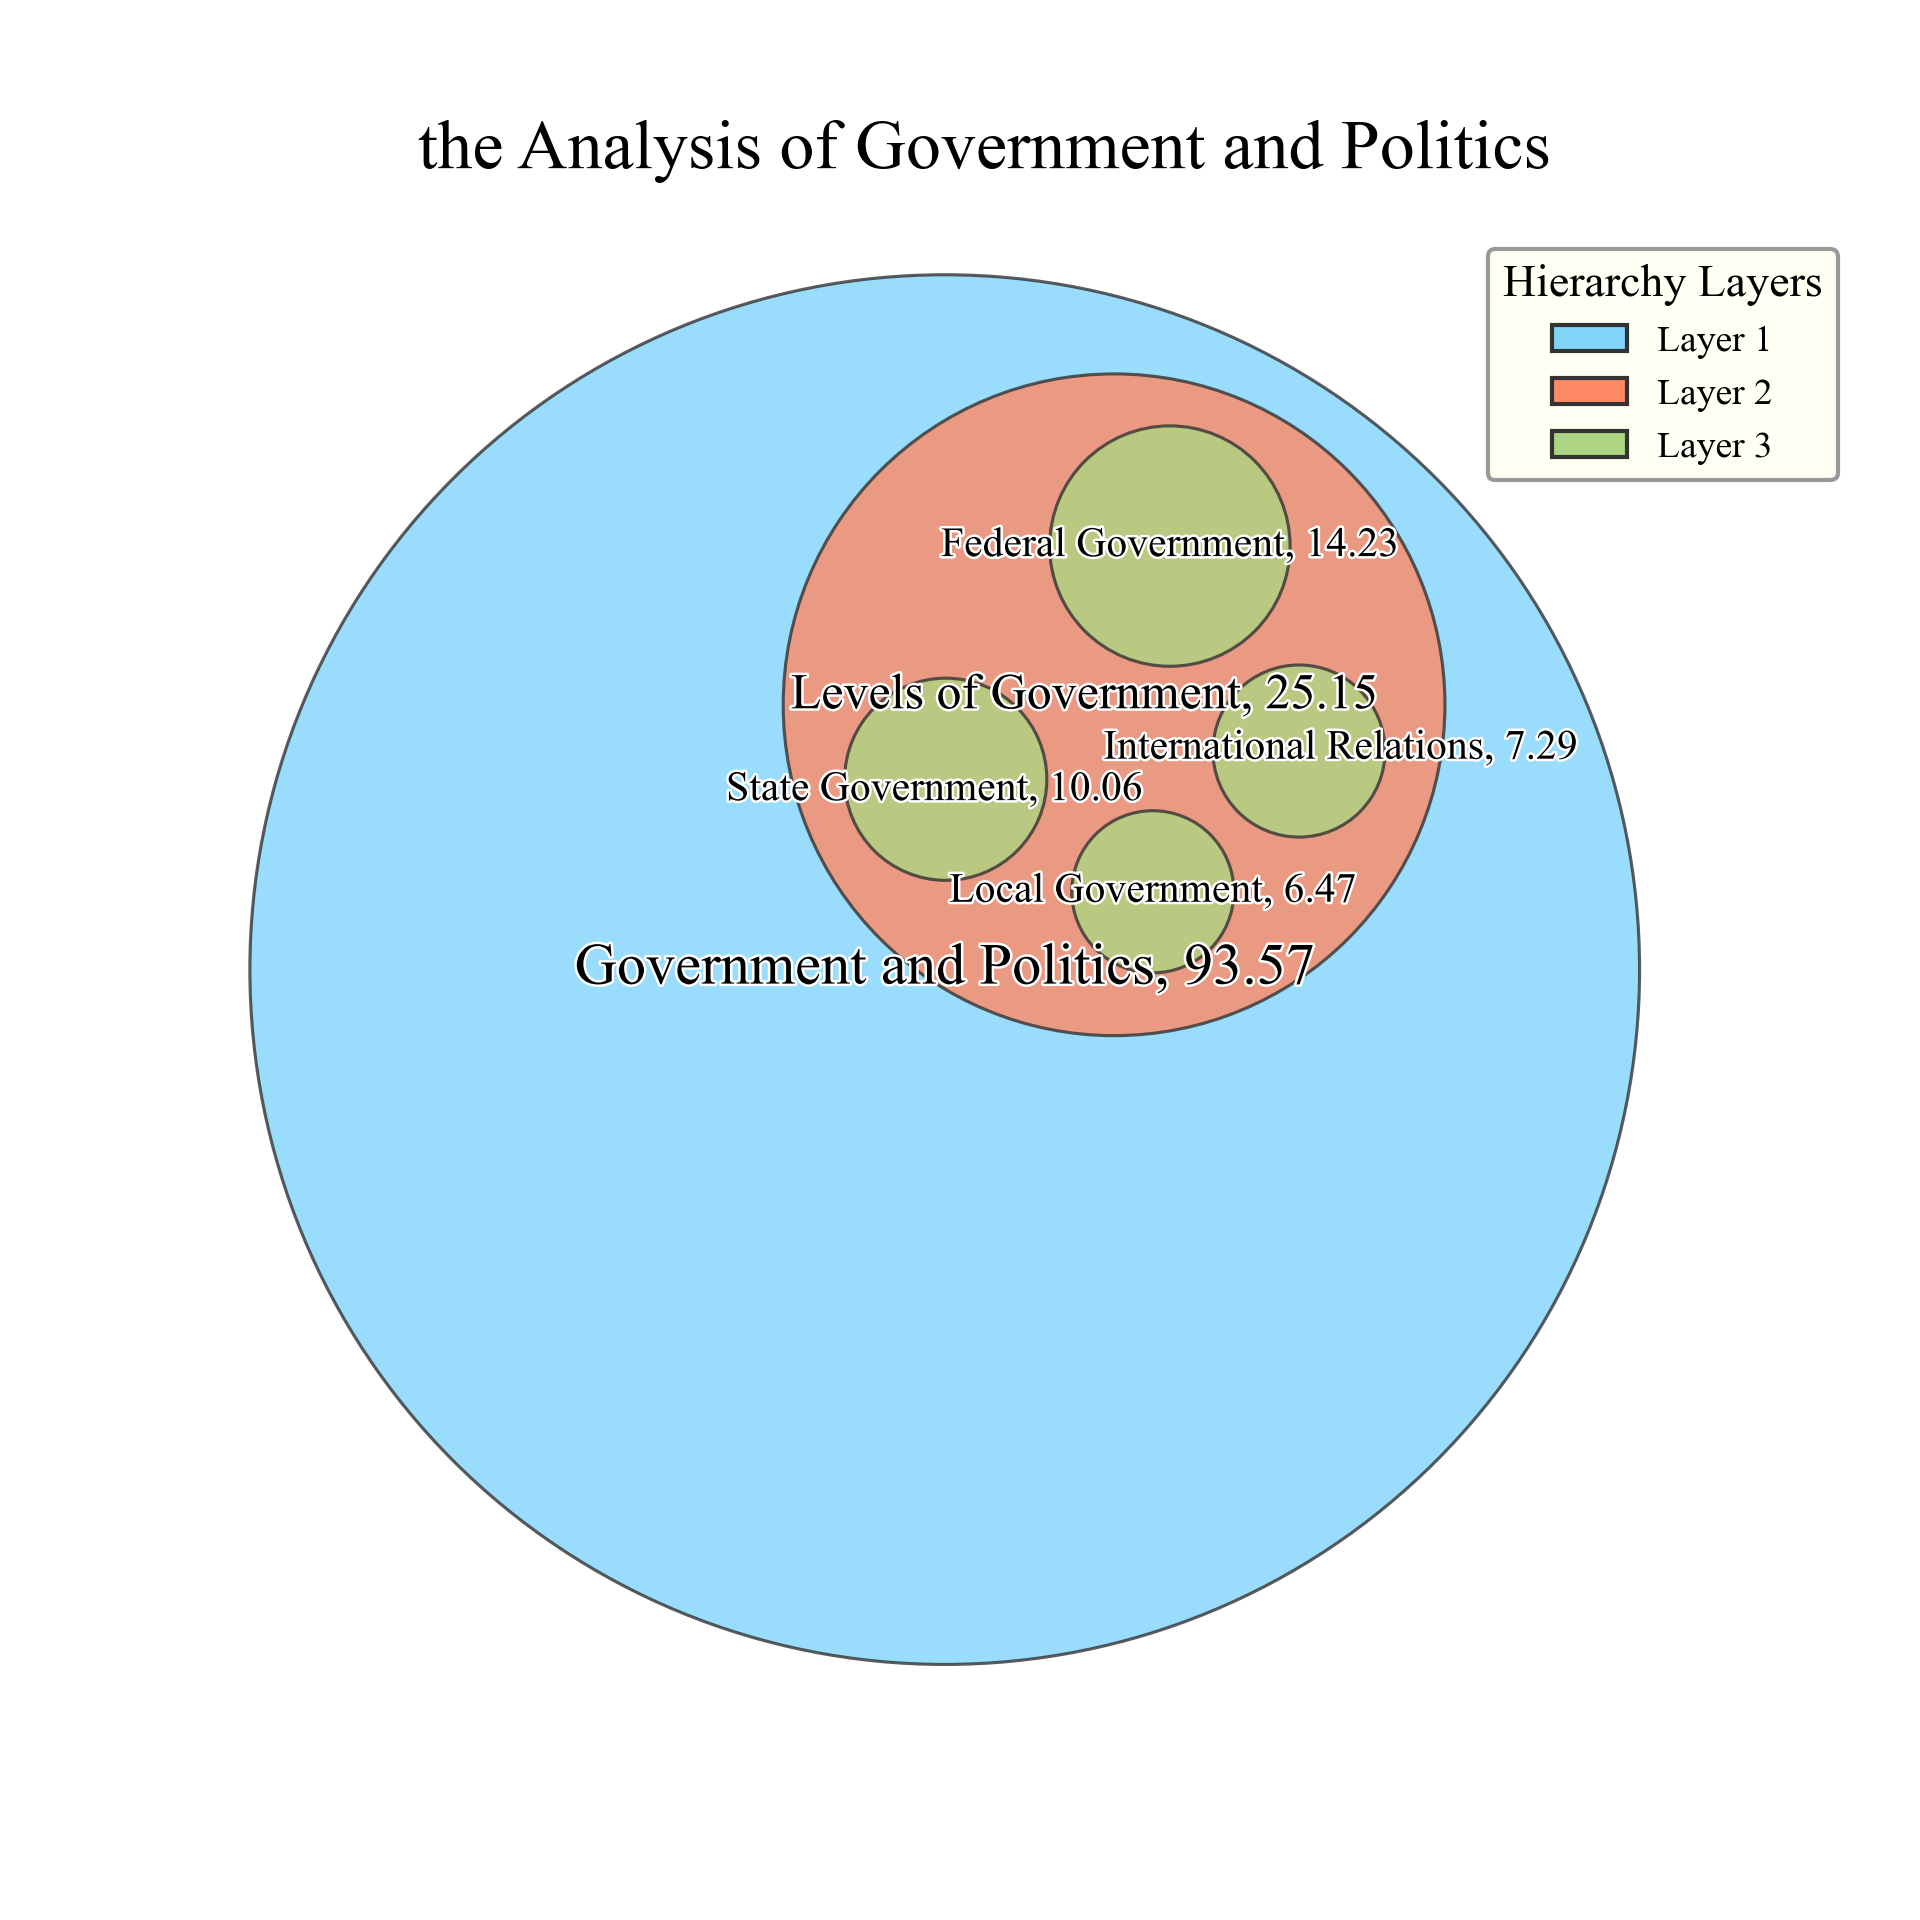 the Analysis of Government and Politics
Hierarchy Layers
Layer 1
Layer 2
Layer 3
Federal Government, 14.23
Levels of Government, 25.15
International Relations, 7.29
State Government, 10.06
Local Government, 6.47
Government and Politics, 93.57